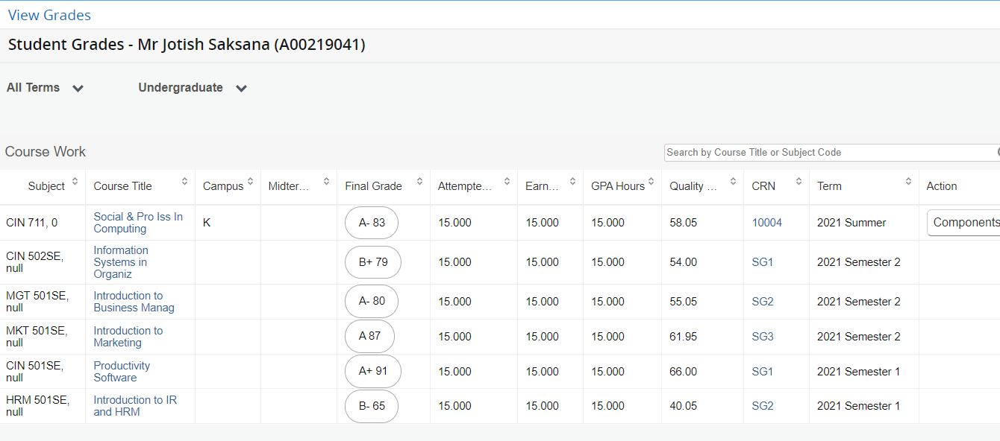 View Grades
Student Grades - Mr Jotish Saksana (A00219041)
All Terms Undergraduate
Course Work Search by Course Title or Subject Code
Subject Course Title Campus Midter... Final Grade Attempte... Earn... GPA Hours Quality ... CRN Term Action
CIN 711, 0 Social & Pro Iss In K A- 83 15.000 15.000 15.000 58.05 10004 2021 Summer Components
Computing
CIN 502SE, Information B+ 79 15.000 15.000 15.000 54.00 SG1 2021 Semester 2
null Systems in
Organiz
MGT 501SE, Introduction to A- 80 15.000 15.000 15.000 55.05 SG2 2021 Semester 2
null Business Manag
MKT 501SE, Introduction to A 87 15.000 15.000 15.000 61.95 SG3 2021 Semester 2
null Marketing
CIN 501SE, Productivity A+ 91 15.000 15.000 15.000 66.00 SG1 2021 Semester 1
null Software
HRM 501SE, Introduction to IR B- 65 15.000 15.000 15.000 40.05 SG2 2021 Semester 1
null and HRM